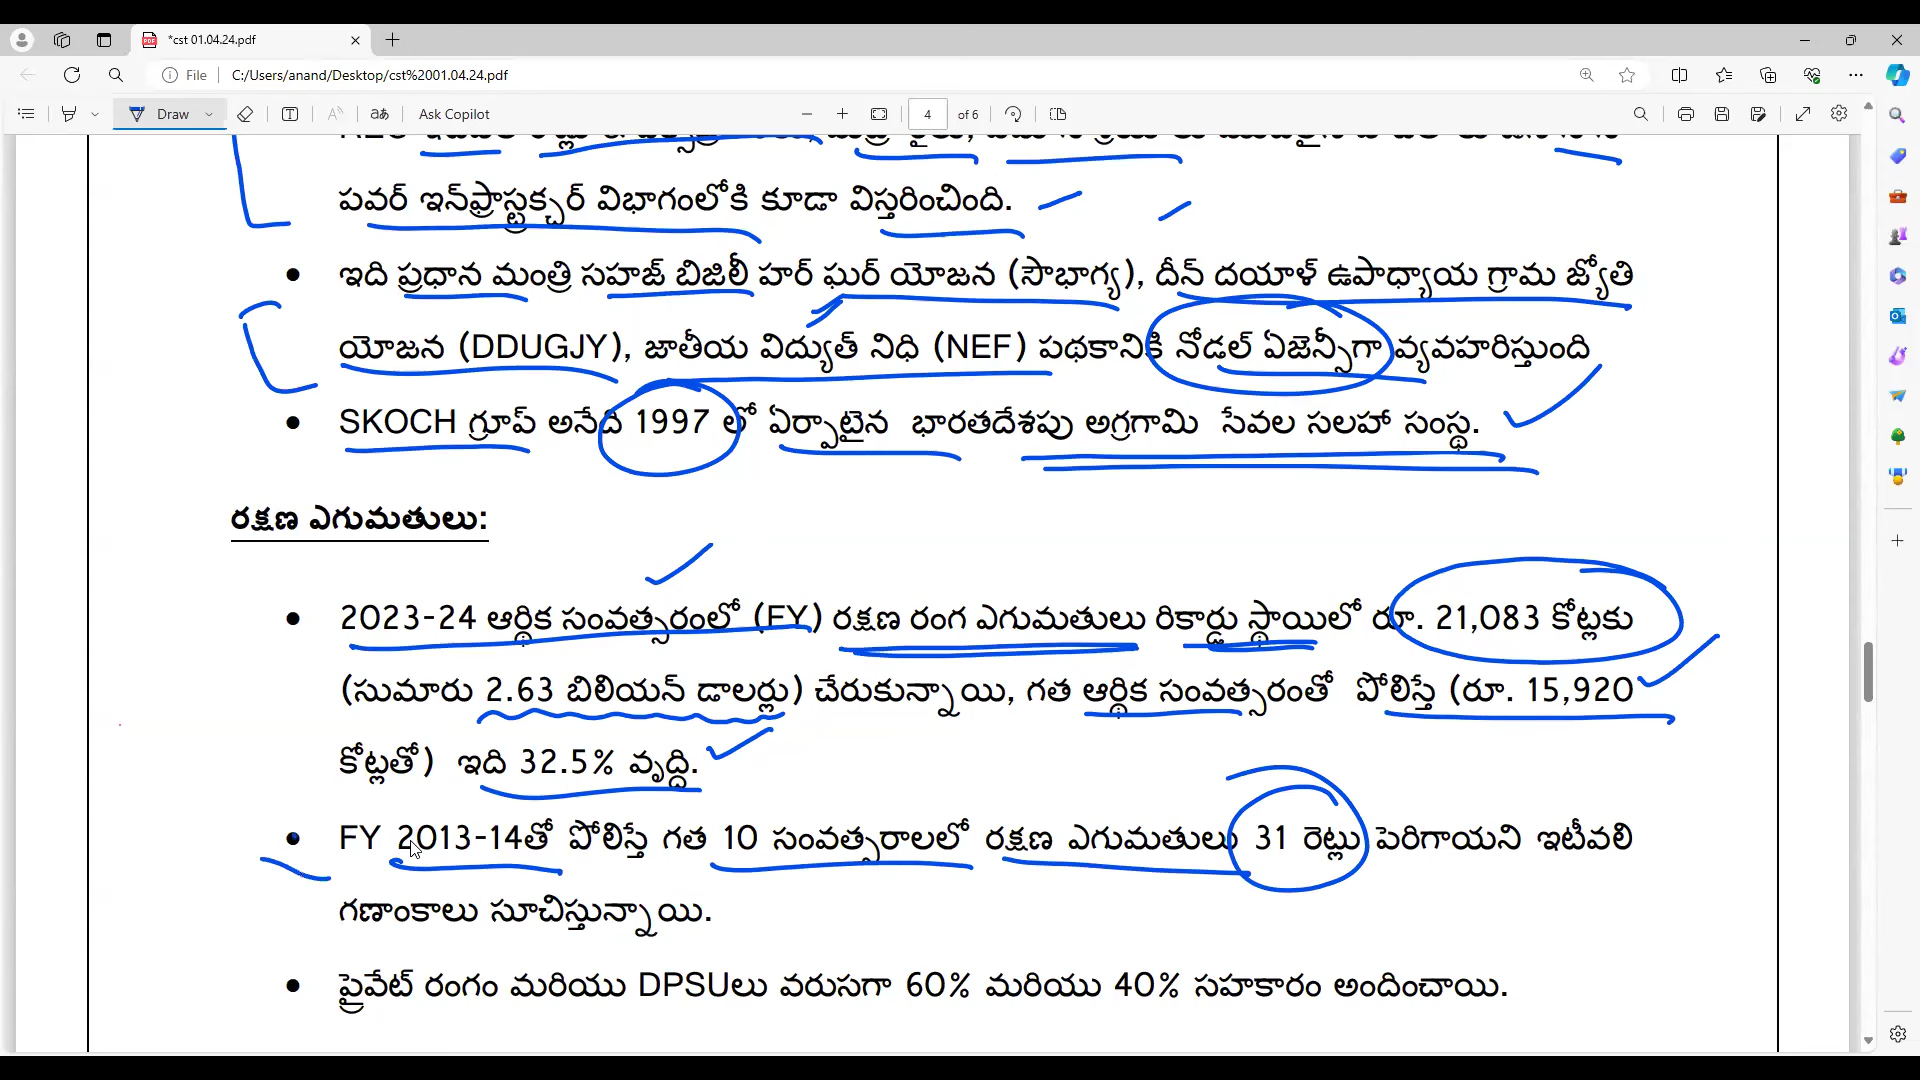 *cst 01.04.24.pdf
File C:/Users/anand/Desktop/cst%2001.04.24.pdf
Draw Ask Copilot 4 of 6
పవర్ ఇన్‌ఫ్రాస్ట్రక్చర్ విభాగంలోకి కూడా విస్తరించింది.
• ఇది ప్రధాన మంత్రి సహజ్ బిజిలీ హర్ ఘర్ యోజన (సౌభాగ్య), దీన్ దయాళ్ ఉపాధ్యాయ గ్రామ జ్యోతి
యోజన (DDUGJY), జాతీయ విద్యుత్ నిధి (NEF) పథకానికి నోడల్ ఏజెన్సీగా వ్యవహరిస్తుంది
• SKOCH గ్రూప్ అనేది 1997 లో ఏర్పాటైన భారతదేశపు అగ్రగామి సేవల సలహా సంస్థ.
రక్షణ ఎగుమతులు:
• 2023-24 ఆర్థిక సంవత్సరంలో (FY) రక్షణ రంగ ఎగుమతులు రికార్డు స్థాయిలో రూ. 21,083 కోట్లకు
(సుమారు 2.63 బిలియన్ డాలర్లు) చేరుకున్నాయి, గత ఆర్థిక సంవత్సరంతో పోలిస్తే (రూ. 15,920
కోట్లతో) ఇది 32.5% వృద్ధి.
• FY 2013-14తో పోలిస్తే గత 10 సంవత్సరాలలో రక్షణ ఎగుమతులు 31 రెట్లు పెరిగాయని ఇటీవలి
గణాంకాలు సూచిస్తున్నాయి.
• ప్రైవేట్ రంగం మరియు DPSUలు వరుసగా 60% మరియు 40% సహకారం అందించాయి.